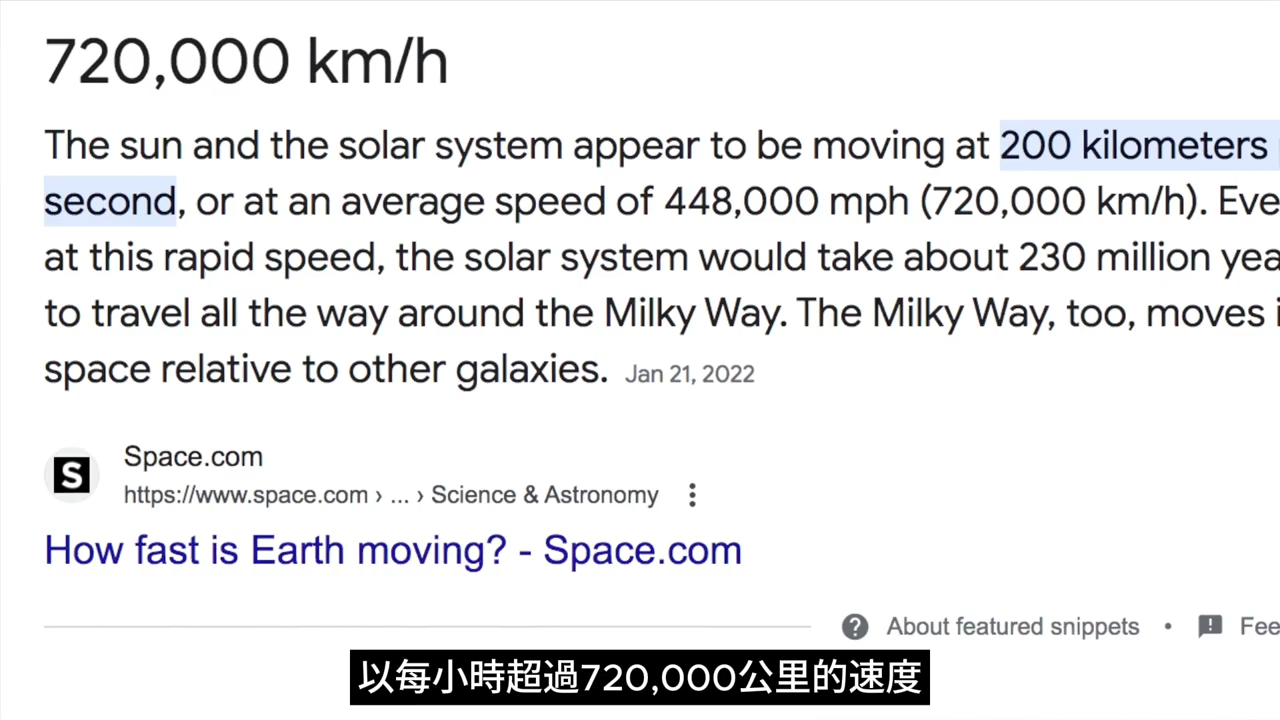 720,000 km/h
The sun and the solar system appear to be moving at 200 kilometers
second, or at an average speed of 448,000 mph (720,000 km/h). Eve
at this rapid speed, the solar system would take about 230 million yea
to travel all the way around the Milky Way. The Milky Way, too, moves i
space relative to other galaxies. Jan 21, 2022
S
Space.com
https://www.space.com › ... › Science & Astronomy
How fast is Earth moving? - Space.com
About featured snippets • Fee
以每小時超過720,000公里的速度